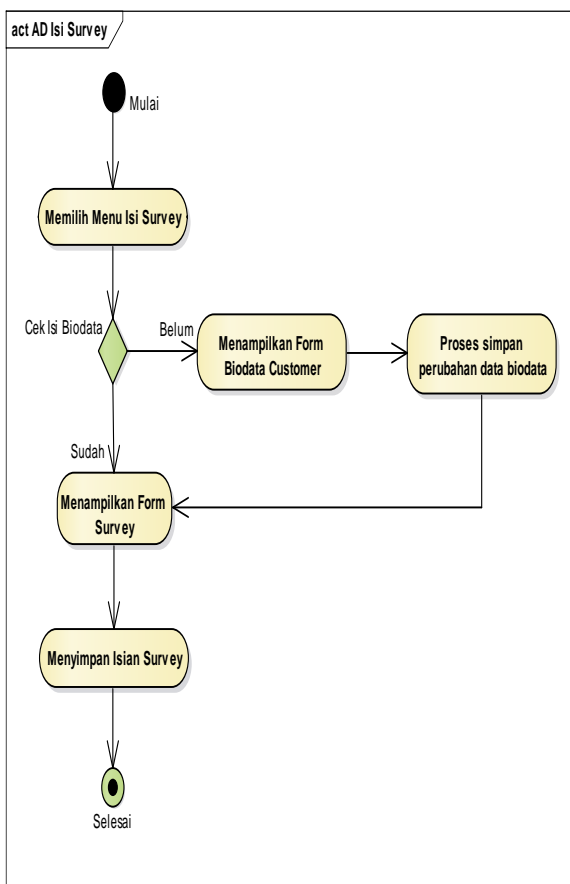 act AD Isi Survey
Mulai
Memilih Menu Isi Survey
Cek Isi Biodata
Belum
Menampilkan Form
Biodata Customer
Proses simpan
perubahan data biodata
Sudah
Menampilkan Form
Survey
Menyimpan Isian Survey
Selesai